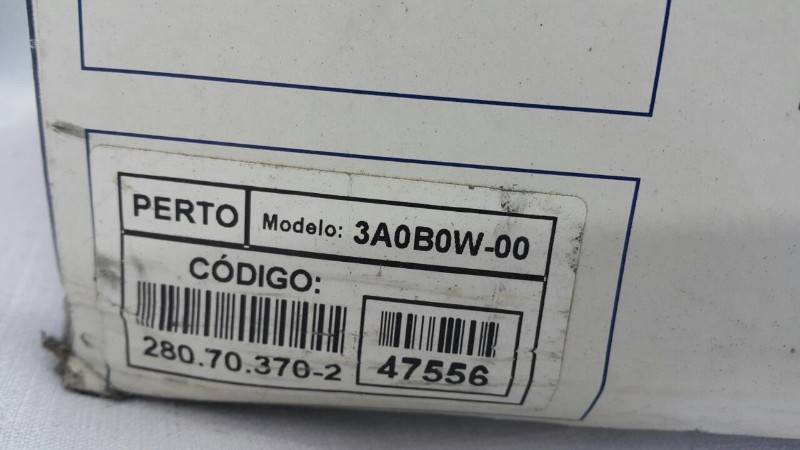 PERTO
Modelo: 3A0B0W-00
CÓDIGO:
280.70.370-2
47556